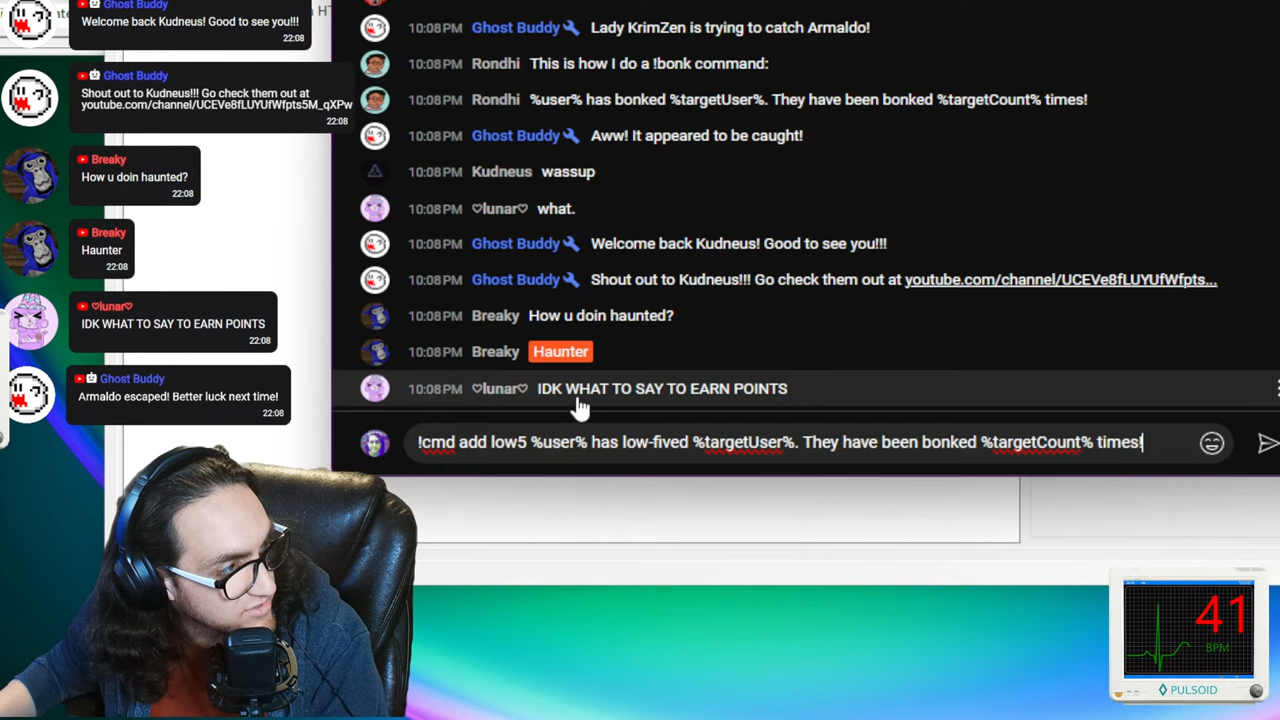 Ghost Buddy
Welcome back Kudneus! Good to see you!!!
22:08
Ghost Buddy
Shout out to Kudneus!!! Go check them out at
youtube.com/channel/UCEVe8fLUYUfWfpts5M_qXPw
22:08
Breaky
How u doin haunted?
22:08
Breaky
Haunter
22:08
♡lunar♡
IDK WHAT TO SAY TO EARN POINTS
22:08
Ghost Buddy
Armaldo escaped! Better luck next time!
22:08
10:08 PM Ghost Buddy Lady KrimZen is trying to catch Armaldo!
10:08 PM Rondhi This is how I do a !bonk command:
10:08 PM Rondhi %user% has bonked %targetUser%. They have been bonked %targetCount% times!
10:08 PM Ghost Buddy Aww! It appeared to be caught!
10:08 PM Kudneus wassup
10:08 PM ♡lunar♡ what.
10:08 PM Ghost Buddy Welcome back Kudneus! Good to see you!!!
10:08 PM Ghost Buddy Shout out to Kudneus!!! Go check them out at youtube.com/channel/UCEVe8fLUYUfWfpts...
10:08 PM Breaky How u doin haunted?
10:08 PM Breaky Haunter
10:08 PM ♡lunar♡ IDK WHAT TO SAY TO EARN POINTS
!cmd add low5 %user% has low-fived %targetUser%. They have been bonked %targetCount% times!
41
BPM
PULSOID